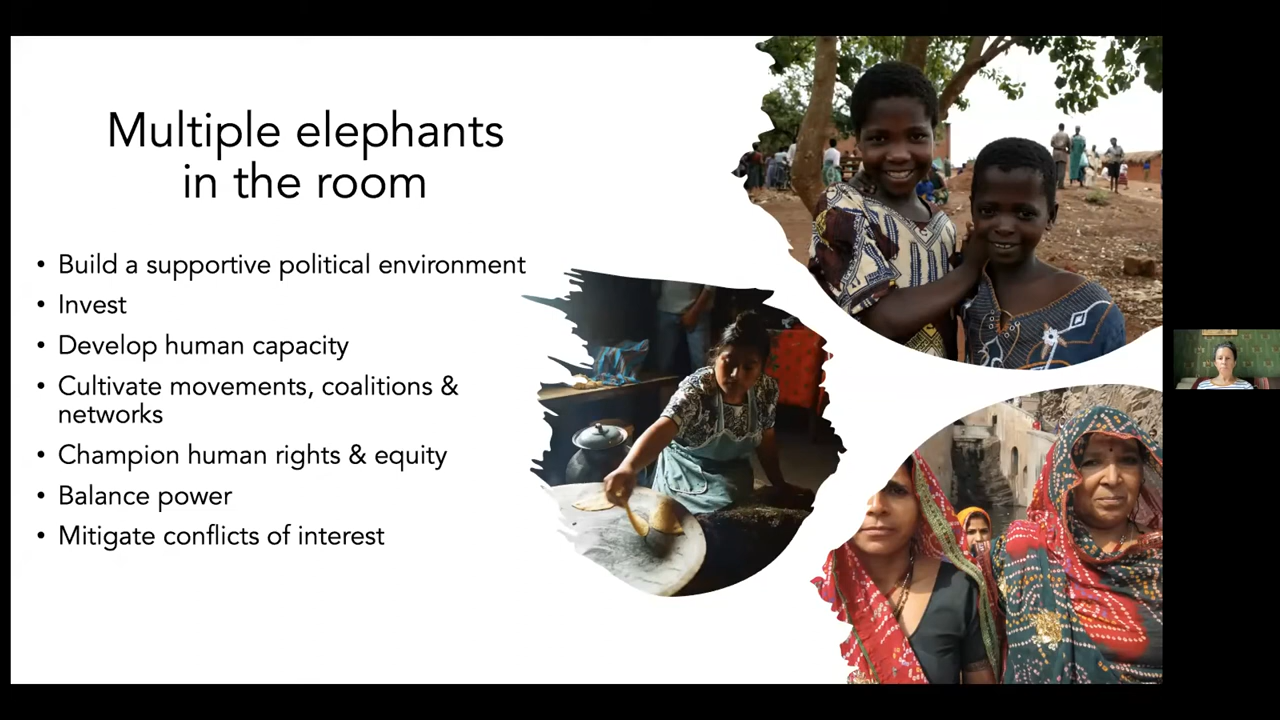 Multiple elephants
in the room
• Build a supportive political environment
• Invest
• Develop human capacity
• Cultivate movements, coalitions &
networks
• Champion human rights & equity
• Balance power
• Mitigate conflicts of interest